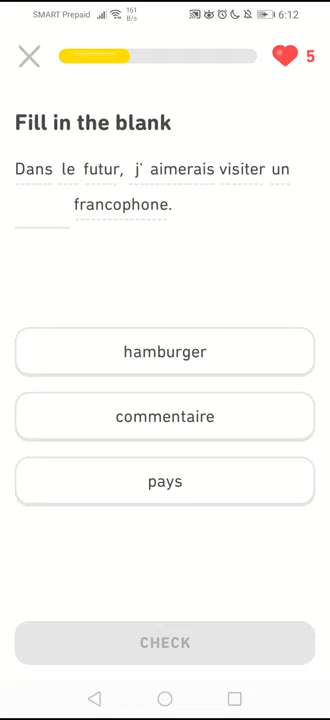 SMART Prepaid 161 B/s 6:12
5
Fill in the blank
Dans le futur, j' aimerais visiter un
francophone.
hamburger
commentaire
pays
CHECK